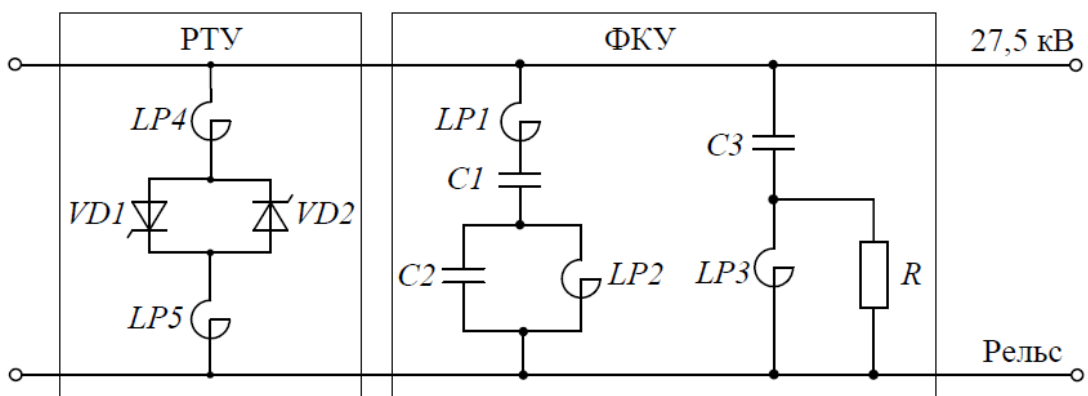 РТУ
ФКУ
27,5 кВ
LP4
LP1
C3
C1
VD1
VD2
C2
LP2
LP3
R
LP5
Рельс